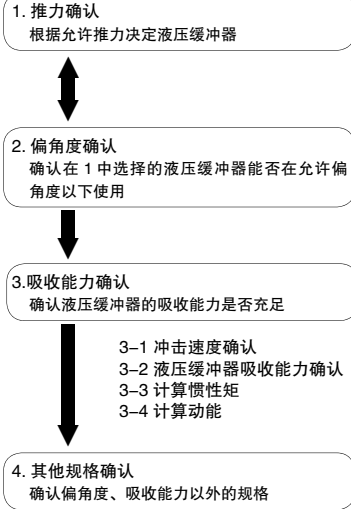 1. 推力确认
根据允许推力决定液压缓冲器
2. 偏角度确认
确认在 1 中选择的液压缓冲器能否在允许偏
角度以下使用
3.吸收能力确认
确认液压缓冲器的吸收能力是否充足
3–1 冲击速度确认
3–2 液压缓冲器吸收能力确认
3–3 计算惯性矩
3–4 计算动能
4. 其他规格确认
确认偏角度、吸收能力以外的规格